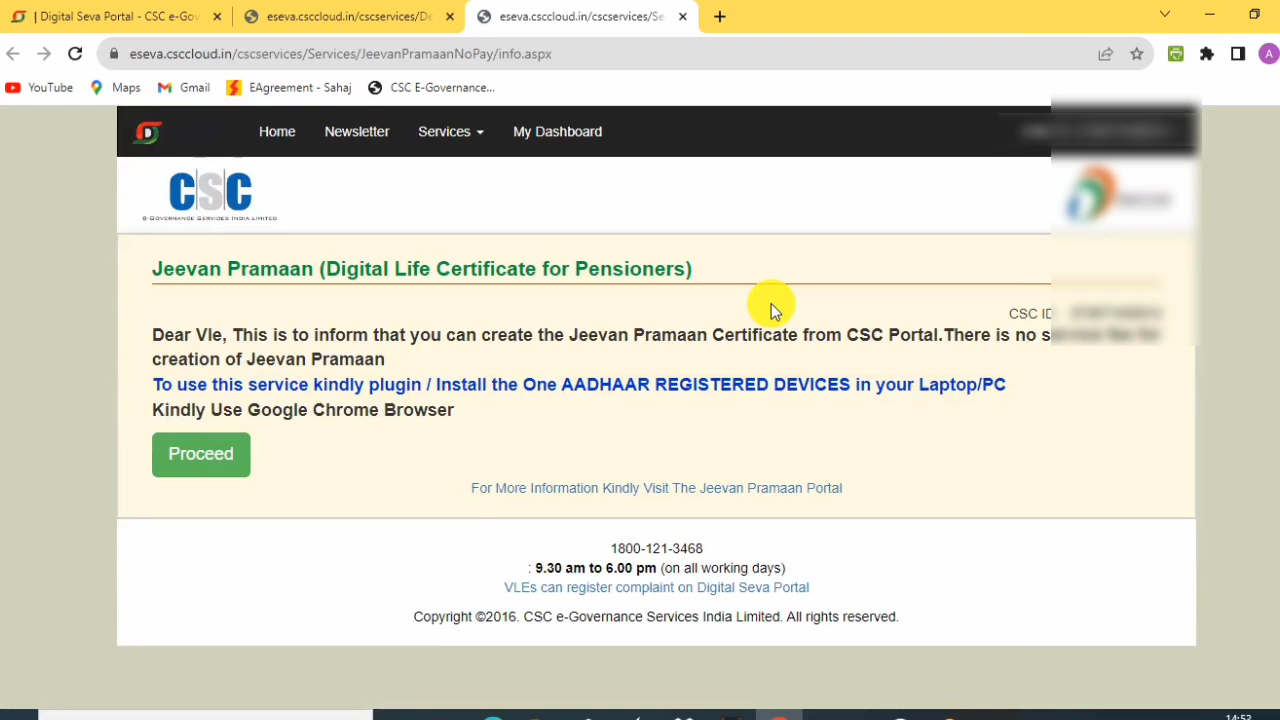 | Digital Seva Portal - CSC e-Gov
eseva.csccloud.in/cscservices/De
eseva.csccloud.in/cscservices/Se
eseva.csccloud.in/cscservices/Services/JeevanPramaanNoPay/info.aspx
A
YouTube
Maps
Gmail
EAgreement - Sahaj
CSC E-Governance...
Home
Newsletter
Services
My Dashboard
CSC
E-GOVERNANCE SERVICES INDIA LIMITED
Jeevan Pramaan (Digital Life Certificate for Pensioners)
CSC ID
Dear Vle, This is to inform that you can create the Jeevan Pramaan Certificate from CSC Portal.There is no
creation of Jeevan Pramaan
To use this service kindly plugin / Install the One AADHAAR REGISTERED DEVICES in your Laptop/PC
Kindly Use Google Chrome Browser
Proceed
For More Information Kindly Visit The Jeevan Pramaan Portal
1800-121-3468
: 9.30 am to 6.00 pm (on all working days)
VLEs can register complaint on Digital Seva Portal
Copyright ©2016. CSC e-Governance Services India Limited. All rights reserved.
14:52